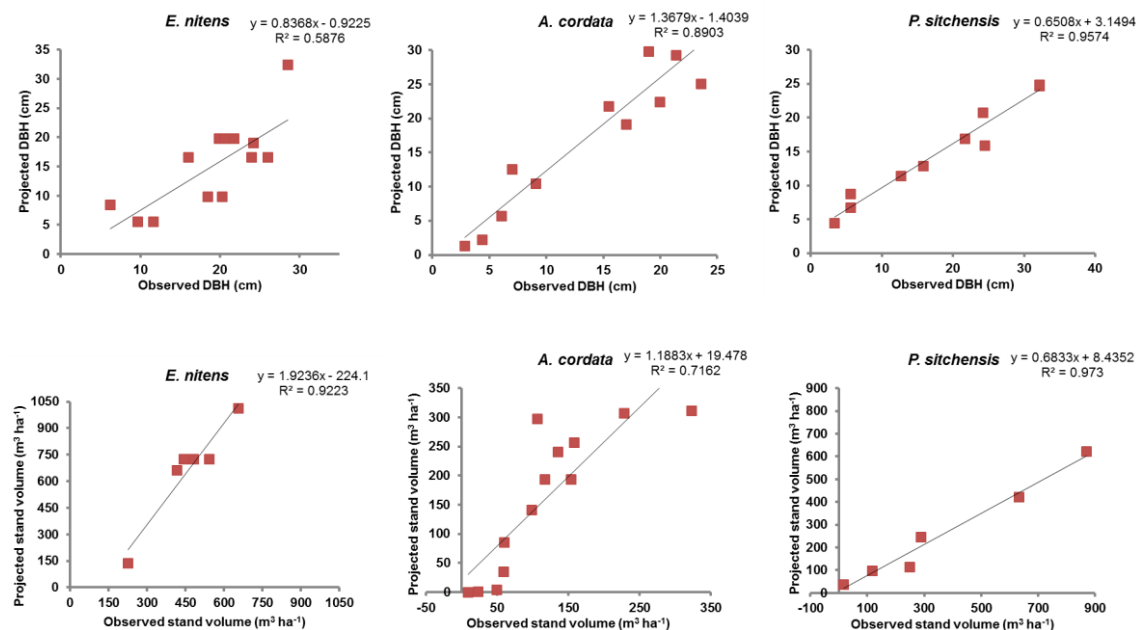 E. nitens
y = 0.8368x - 0.9225
R² = 0.5876
35
30
25
20
15
10
5
0
Projected DBH (cm)
0 10 20 30
Observed DBH (cm)
A. cordata
y = 1.3679x - 1.4039
R² = 0.8903
30
25
20
15
10
5
0
Projected DBH (cm)
0 5 10 15 20 25
Observed DBH (cm)
P. sitchensis
y = 0.6508x + 3.1494
R² = 0.9574
30
25
20
15
10
5
0
Projected DBH (cm)
0 10 20 30 40
Observed DBH (cm)
E. nitens
y = 1.9236x - 224.1
R² = 0.9223
1050
900
750
600
450
300
150
0
Projected stand volume (m³ ha⁻¹)
0 150 300 450 600 750 900 1050
Observed stand volume (m³ ha⁻¹)
A. cordata
y = 1.1883x + 19.478
R² = 0.7162
350
300
250
200
150
100
50
0
Projected stand volume (m³ ha⁻¹)
-50 50 150 250 350
Observed stand volume (m³ ha⁻¹)
P. sitchensis
y = 0.6833x + 8.4352
R² = 0.973
900
800
700
600
500
400
300
200
100
0
Projected stand volume (m³ ha⁻¹)
-100 100 300 500 700 900
Observed stand volume (m³ ha⁻¹)